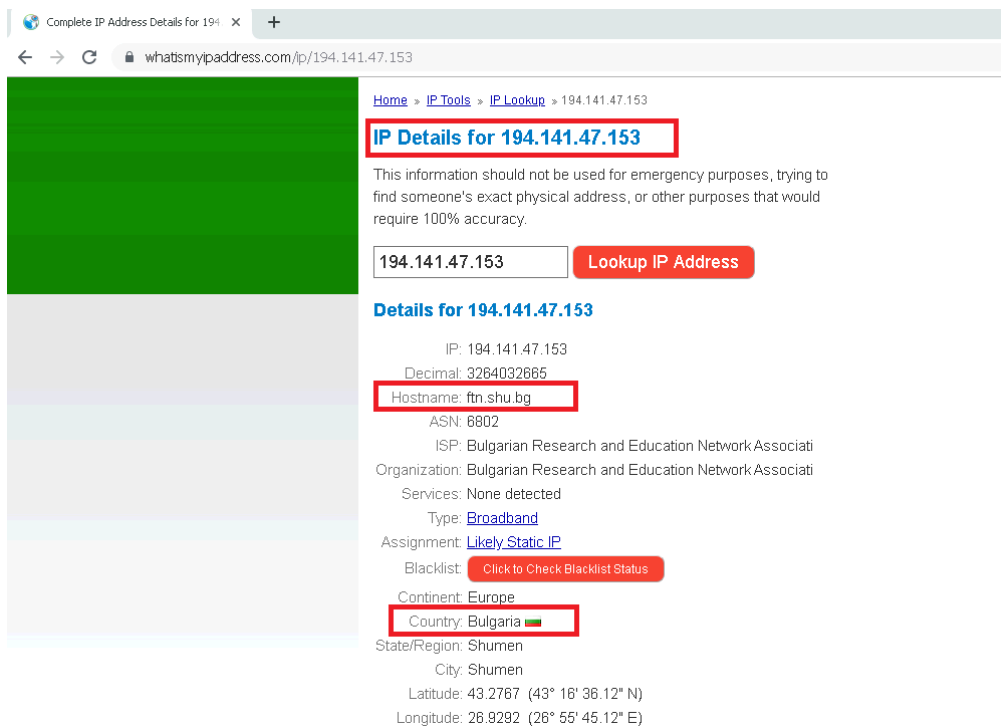 Complete IP Address Details for 194
whatismyipaddress.com/ip/194.141.47.153
Home » IP Tools » IP Lookup » 194.141.47.153
IP Details for 194.141.47.153
This information should not be used for emergency purposes, trying to
find someone's exact physical address, or other purposes that would
require 100% accuracy.
194.141.47.153 Lookup IP Address
Details for 194.141.47.153
IP: 194.141.47.153
Decimal: 3264032665
Hostname: ftn.shu.bg
ASN: 6802
ISP: Bulgarian Research and Education Network Associati
Organization: Bulgarian Research and Education Network Associati
Services: None detected
Type: Broadband
Assignment: Likely Static IP
Blacklist: Click to Check Blacklist Status
Continent: Europe
Country: Bulgaria
State/Region: Shumen
City: Shumen
Latitude: 43.2767 (43° 16' 36.12" N)
Longitude: 26.9292 (26° 55' 45.12" E)